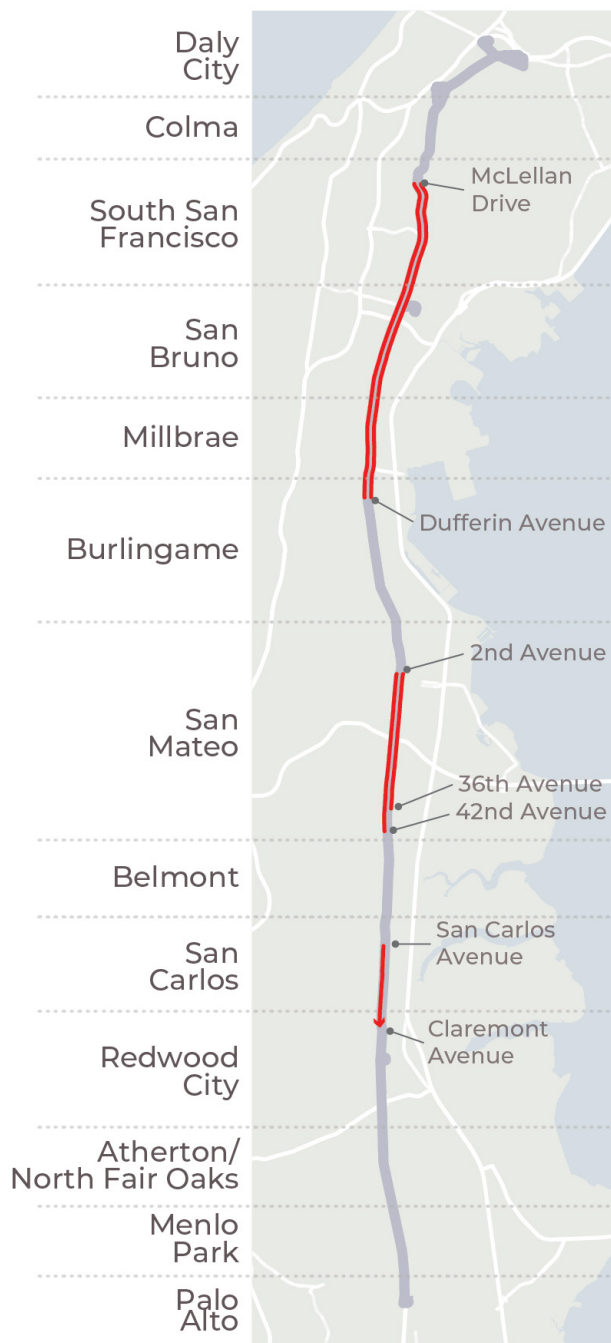 Daly
City
Colma
McLellan
Drive
South San
Francisco
San
Bruno
Millbrae
Dufferin Avenue
Burlingame
2nd Avenue
San
Mateo
36th Avenue
42nd Avenue
Belmont
San Carlos
Avenue
San
Carlos
Claremont
Avenue
Redwood
City
Atherton/
North Fair Oaks
Menlo
Park
Palo
Alto